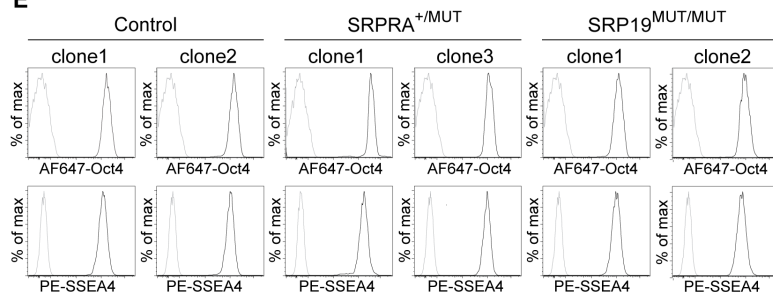 E
Control SRPRA+/MUT SRP19MUT/MUT
clone1 clone2 clone1 clone3 clone1 clone2
% of max % of max % of max % of max % of max % of max
AF647-Oct4 AF647-Oct4 AF647-Oct4 AF647-Oct4 AF647-Oct4 AF647-Oct4
% of max % of max % of max % of max % of max % of max
PE-SSEA4 PE-SSEA4 PE-SSEA4 PE-SSEA4 PE-SSEA4 PE-SSEA4